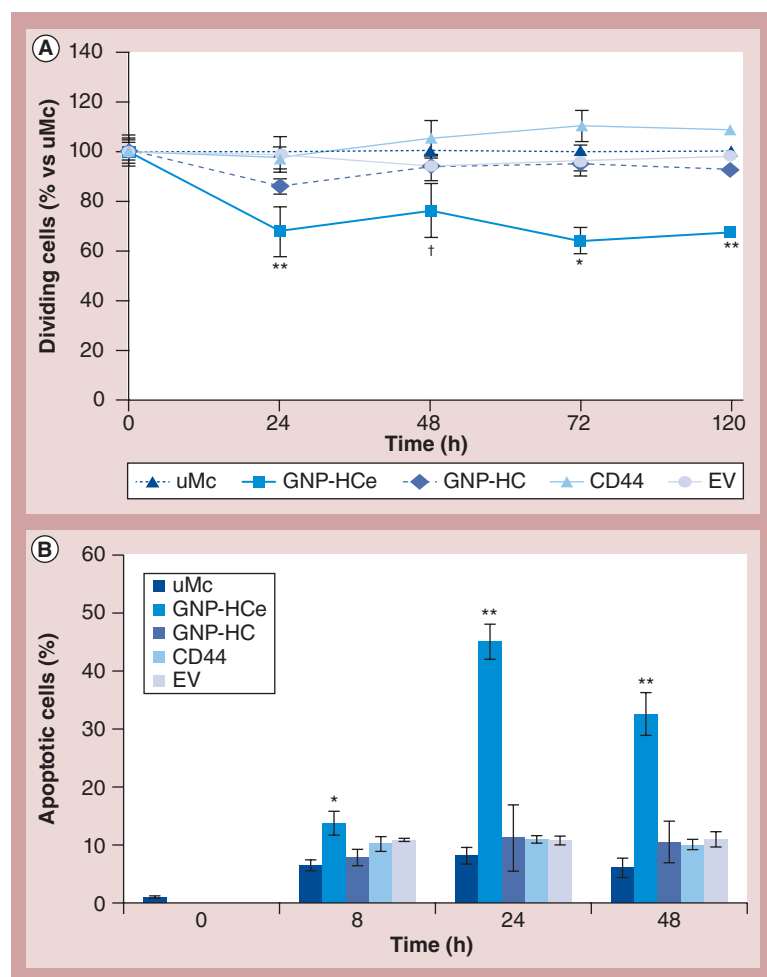 A
Dividing cells (% vs uMc)
140
120
100
80
60
40
20
0
**
†
*
**
0 24 48 72 120
Time (h)
uMc GNP-HCe GNP-HC CD44 EV
B
Apoptotic cells (%)
60
50
40
30
20
10
0
uMc
GNP-HCe
GNP-HC
CD44
EV
*
**
**
0 8 24 48
Time (h)